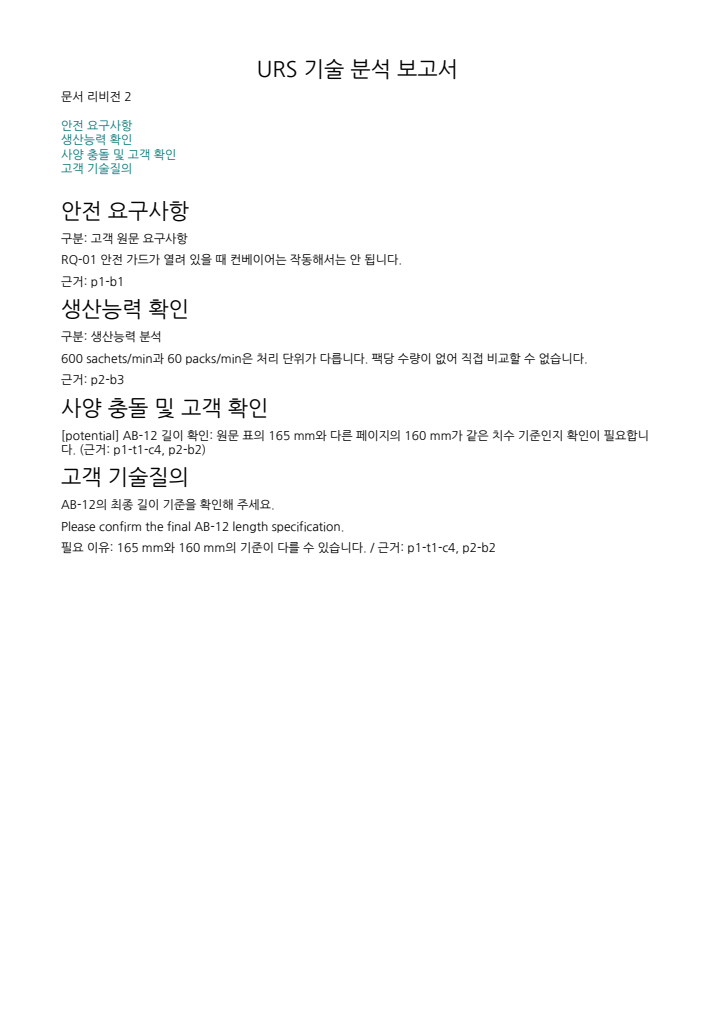 URS 기술 분석 보고서
문서 리비전 2
안전 요구사항
생산능력 확인
사양 충돌 및 고객 확인
고객 기술질의
안전 요구사항
구분: 고객 원문 요구사항
RQ-01 안전 가드가 열려 있을 때 컨베이어는 작동해서는 안 됩니다.
근거: p1-b1
생산능력 확인
구분: 생산능력 분석
600 sachets/min과 60 packs/min은 처리 단위가 다릅니다. 팩당 수량이 없어 직접 비교할 수 없습니다.
근거: p2-b3
사양 충돌 및 고객 확인
[potential] AB-12 길이 확인: 원문 표의 165 mm와 다른 페이지의 160 mm가 같은 치수 기준인지 확인이 필요합니
다. (근거: p1-t1-c4, p2-b2)
고객 기술질의
AB-12의 최종 길이 기준을 확인해 주세요.
Please confirm the final AB-12 length specification.
필요 이유: 165 mm와 160 mm의 기준이 다를 수 있습니다. / 근거: p1-t1-c4, p2-b2